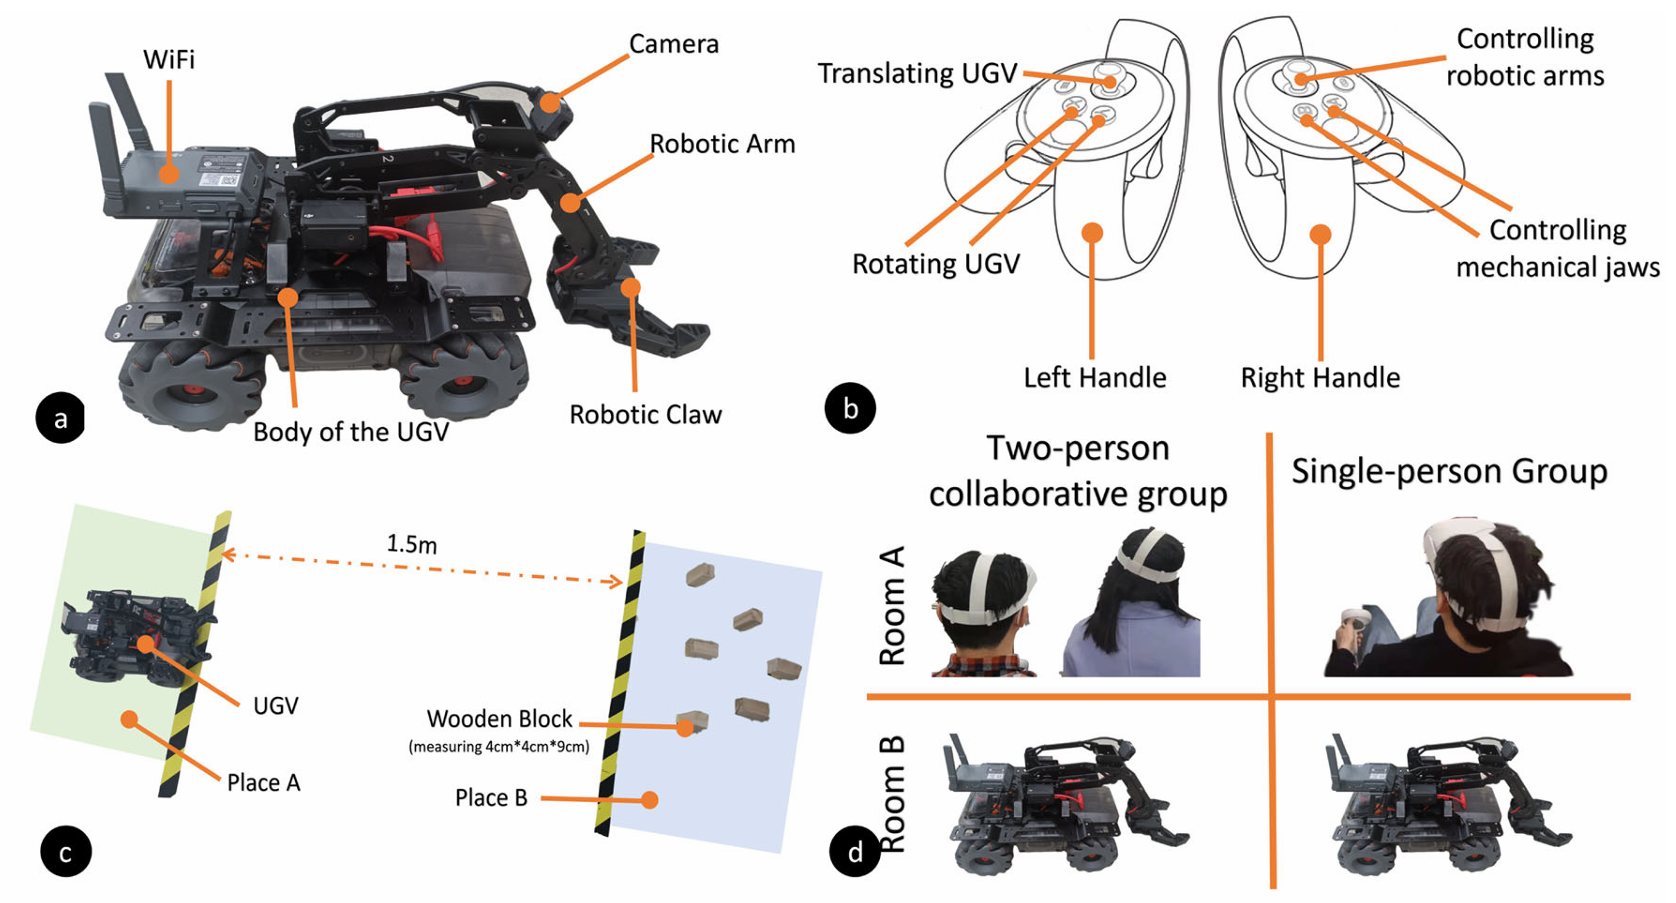 WiFi
Camera
Robotic Arm
2
Robotic Claw
Body of the UGV
a
Translating UGV
Controlling
robotic arms
X
Y
B
A
Rotating UGV
Controlling
mechanical jaws
Left Handle
Right Handle
b
1.5m
UGV
Place A
Wooden Block
(measuring 4cm*4cm*9cm)
Place B
c
Two-person
collaborative group
Single-person Group
Room A
Room B
d